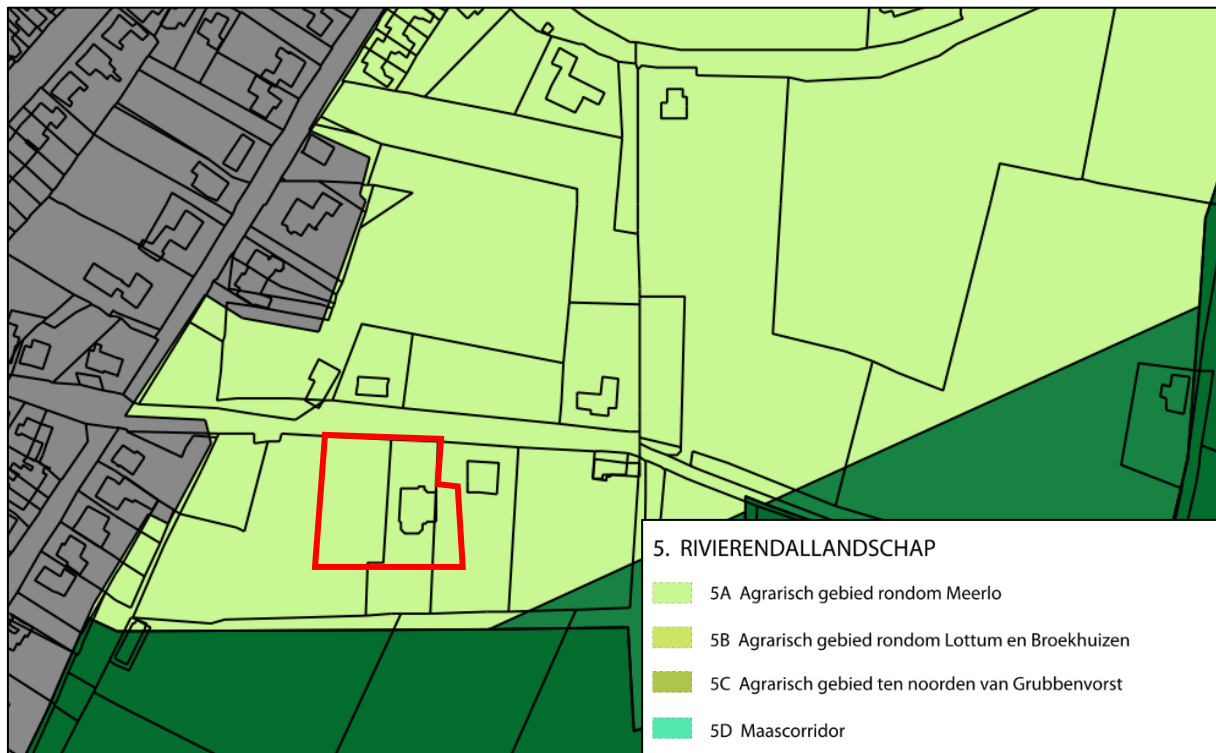 5. RIVIERENDALLANDSCHAP
5A Agrarisch gebied rondom Meerlo
5B Agrarisch gebied rondom Lottum en Broekhuizen
5C Agrarisch gebied ten noorden van Grubbenvorst
5D Maascorridor